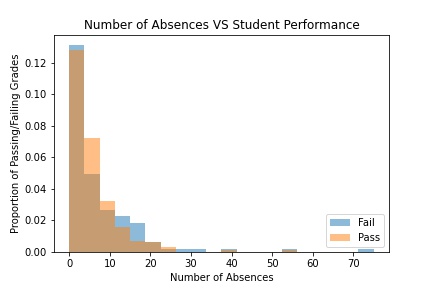 Number of Absences VS Student Performance
Proportion of Passing/Failing Grades
0.12
0.10
0.08
0.06
0.04
0.02
0.00
Fail
Pass
0 10 20 30 40 50 60 70
Number of Absences